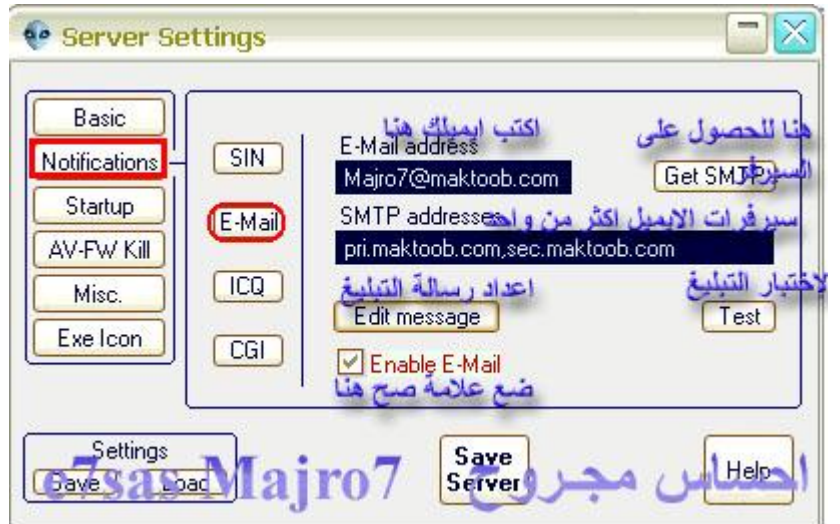 Server Settings
Basic
Notifications
Startup
AV-FW Kill
Misc.
Exe Icon
SIN
E-Mail
ICQ
CGI
اكتب ايميلك هنا
E-Mail address
Majro7@maktoob.com
هنا للحصول على
السيرفر
Get SMTP
SMTP addresses
سيرفرات الايميل اكثر من واحد
pri.maktoob.com,sec.maktoob.com
اعداد رسالة التبليغ
Edit message
لاختبار التبليغ
Test
Enable E-Mail
ضع علامة صح هنا
Settings
Save Load
Save
Server
Help
e7sas Majro7 احساس مجروح